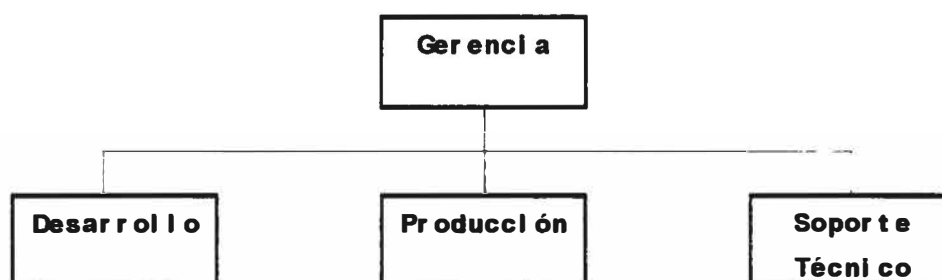 Gerencia
Desarrollo
Producción
Soporte
Técnico